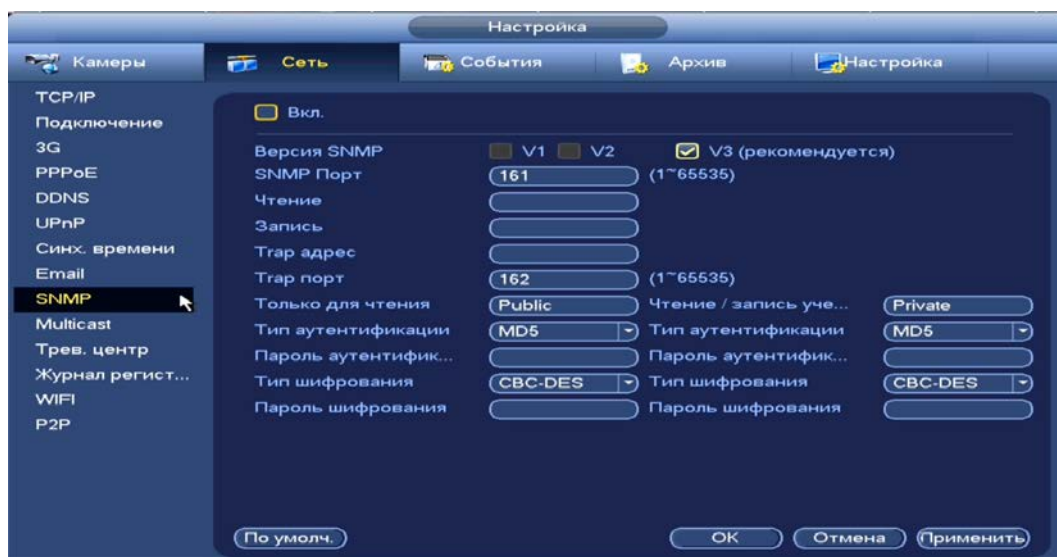 Настройка
Камеры Сеть События Архив Настройка
TCP/IP
Подключение
3G
PPPoE
DDNS
UPnP
Синх. времени
Email
SNMP
Multicast
Трев. центр
Журнал регист...
WIFI
P2P
Вкл.
Версия SNMP V1 V2 V3 (рекомендуется)
SNMP Порт 161 (1~65535)
Чтение
Запись
Trap адрес
Trap порт 162 (1~65535)
Только для чтения Public Чтение / запись уче... Private
Тип аутентификации MD5 Тип аутентификации MD5
Пароль аутентифик... Пароль аутентифик...
Тип шифрования CBC-DES Тип шифрования CBC-DES
Пароль шифрования Пароль шифрования
По умолч. OK Отмена Применить